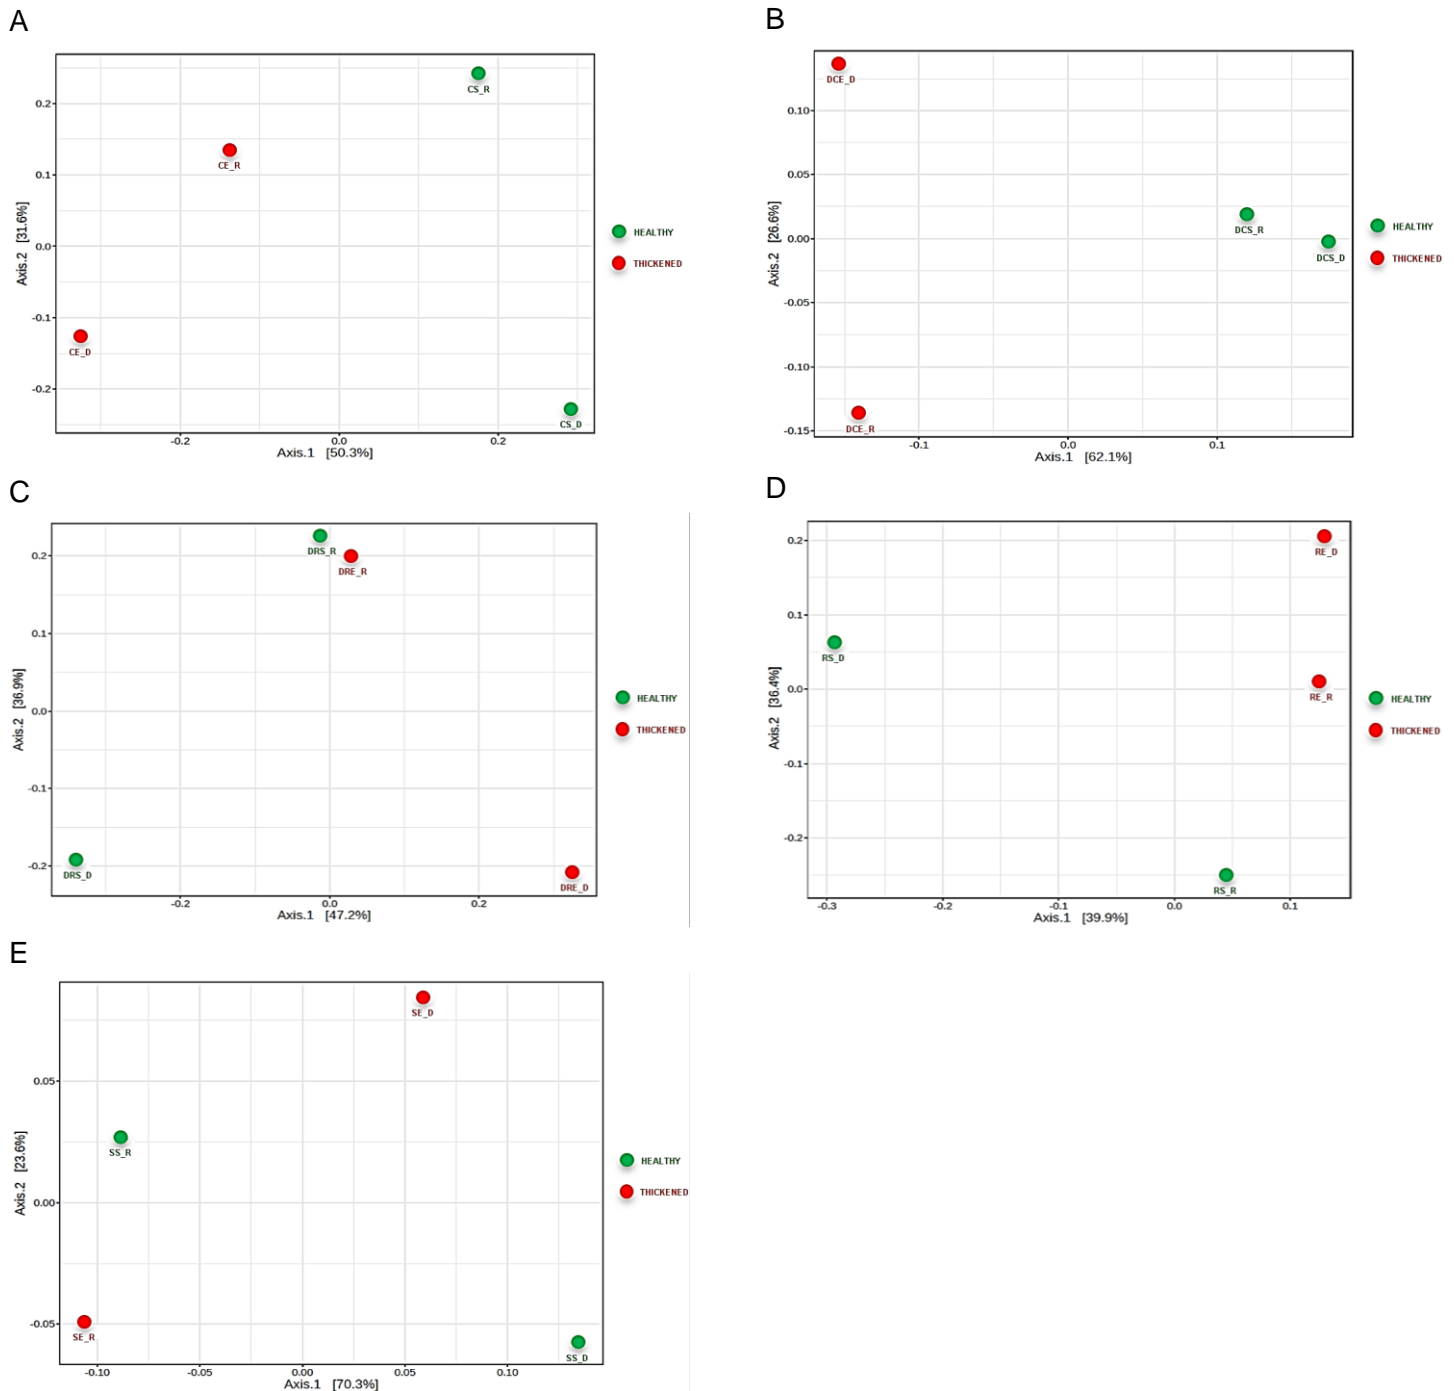 A
0.2
0.1
0.0
-0.1
-0.2
Axis.2 [31.6%]
CS_R
CE_R
CE_D
CS_D
-0.2 0.0 0.2
Axis.1 [50.3%]
HEALTHY
THICKENED
B
0.10
0.05
0.00
-0.05
-0.10
-0.15
Axis.2 [26.6%]
DCE_D
DCS_R
DCS_D
DCE_R
-0.1 0.0 0.1
Axis.1 [62.1%]
HEALTHY
THICKENED
C
0.2
0.1
0.0
-0.1
-0.2
Axis.2 [36.9%]
DRS_R
DRE_R
DRS_D
DRE_D
-0.2 0.0 0.2
Axis.1 [47.2%]
HEALTHY
THICKENED
D
0.2
0.1
0.0
-0.1
-0.2
Axis.2 [36.4%]
RE_D
RS_D
RE_R
RS_R
-0.3 -0.2 -0.1 0.0 0.1
Axis.1 [39.9%]
HEALTHY
THICKENED
E
0.05
0.00
-0.05
Axis.2 [23.6%]
SE_D
SS_R
SE_R
SS_D
-0.10 -0.05 0.00 0.05 0.10
Axis.1 [70.3%]
HEALTHY
THICKENED